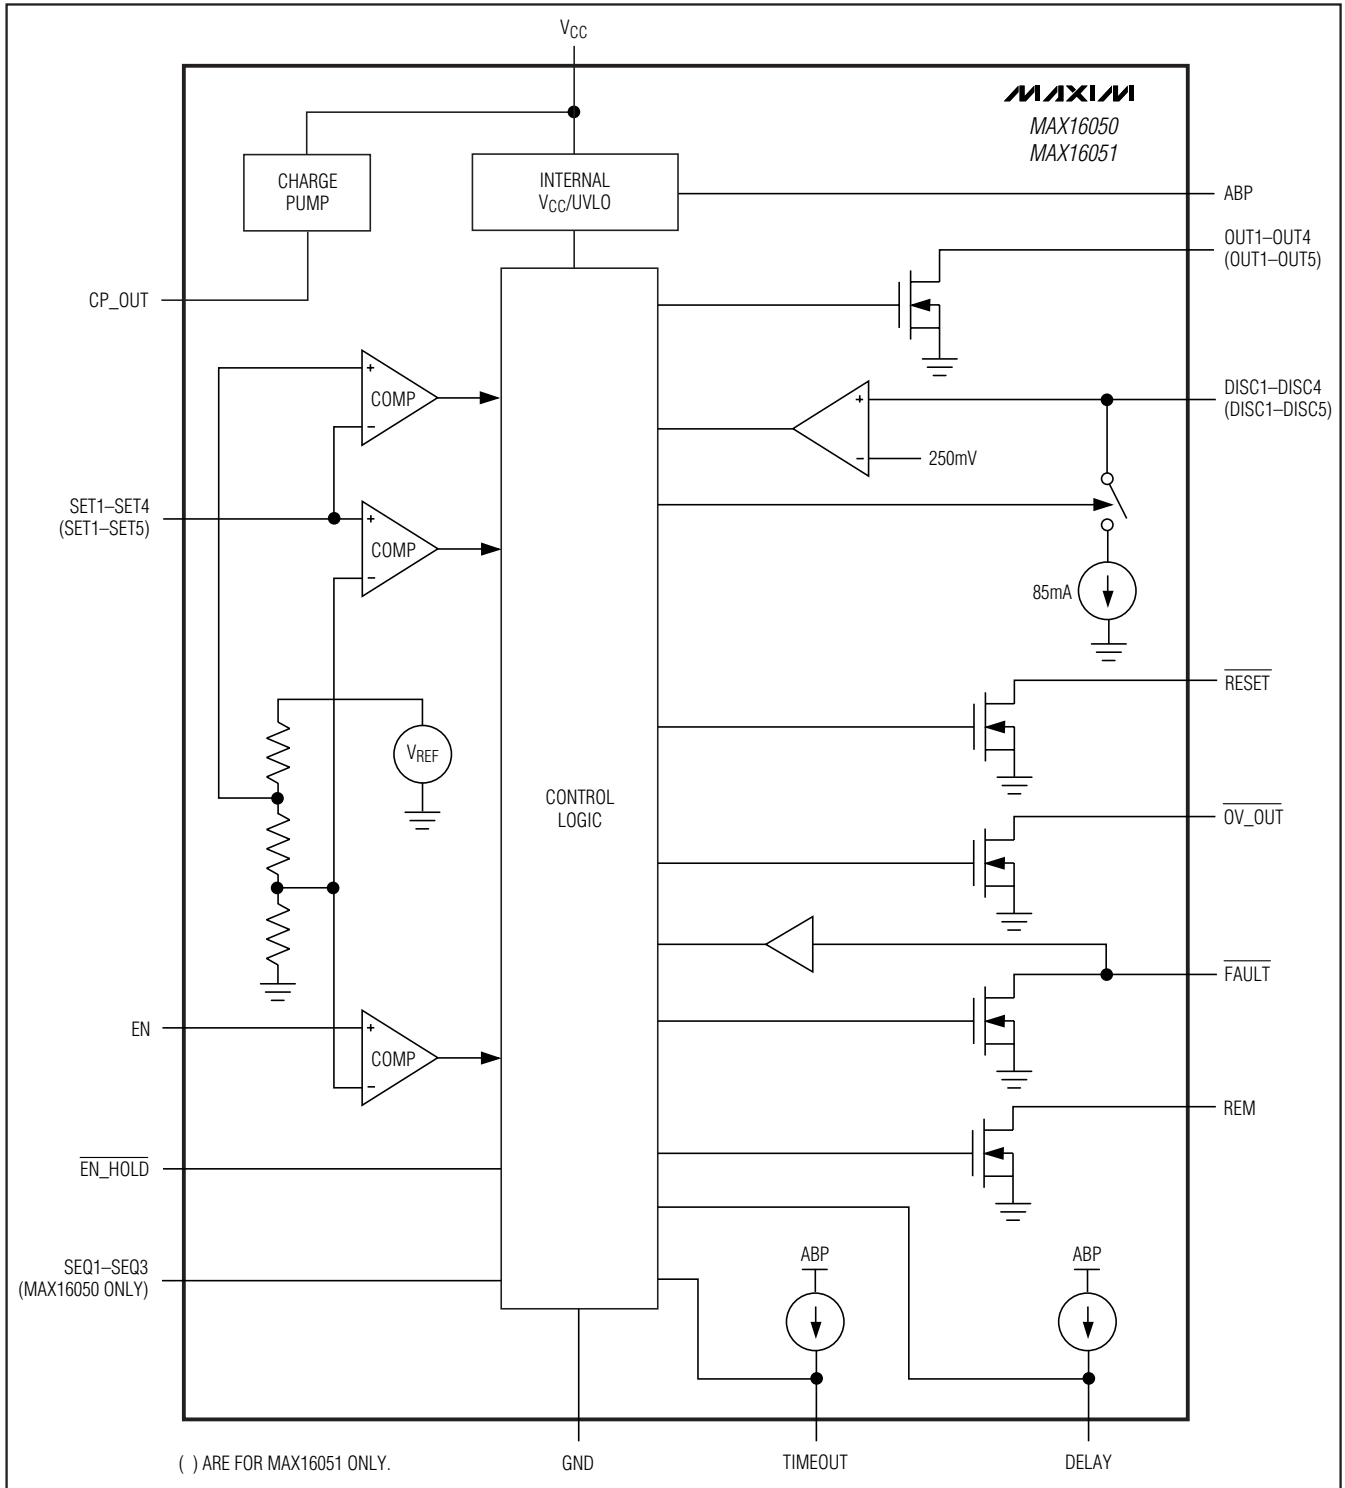 VCC
MAXIM
MAX16050
MAX16051
CHARGE
PUMP
INTERNAL
VCC/UVLO
ABP
OUT1–OUT4
(OUT1–OUT5)
CP_OUT
+
COMP
−
DISC1–DISC4
(DISC1–DISC5)
+
−
250mV
SET1–SET4
(SET1–SET5)
+
COMP
−
85mA
RESET
VREF
CONTROL
LOGIC
OV_OUT
FAULT
EN
+
COMP
−
REM
EN_HOLD
SEQ1–SEQ3
(MAX16050 ONLY)
ABP
ABP
( ) ARE FOR MAX16051 ONLY.
GND
TIMEOUT
DELAY